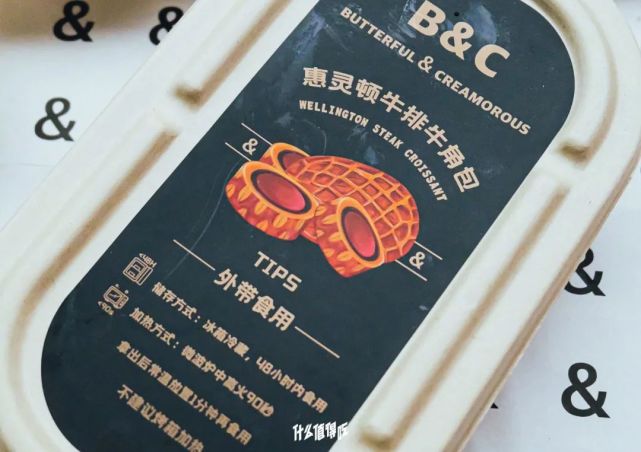 &
&
&
B&C
BUTTERFUL & CREAMOROUS
惠灵顿牛排牛角包
WELLINGTON STEAK CROISSANT
&
&
TIPS
外带食用
<48H
储存方式：冰箱冷藏，48小时内食用
<90s
加热方式：微波炉中高火90秒
拿出后常温放置1分钟再食用
不建议烤箱加热
&
&
什么值得吃